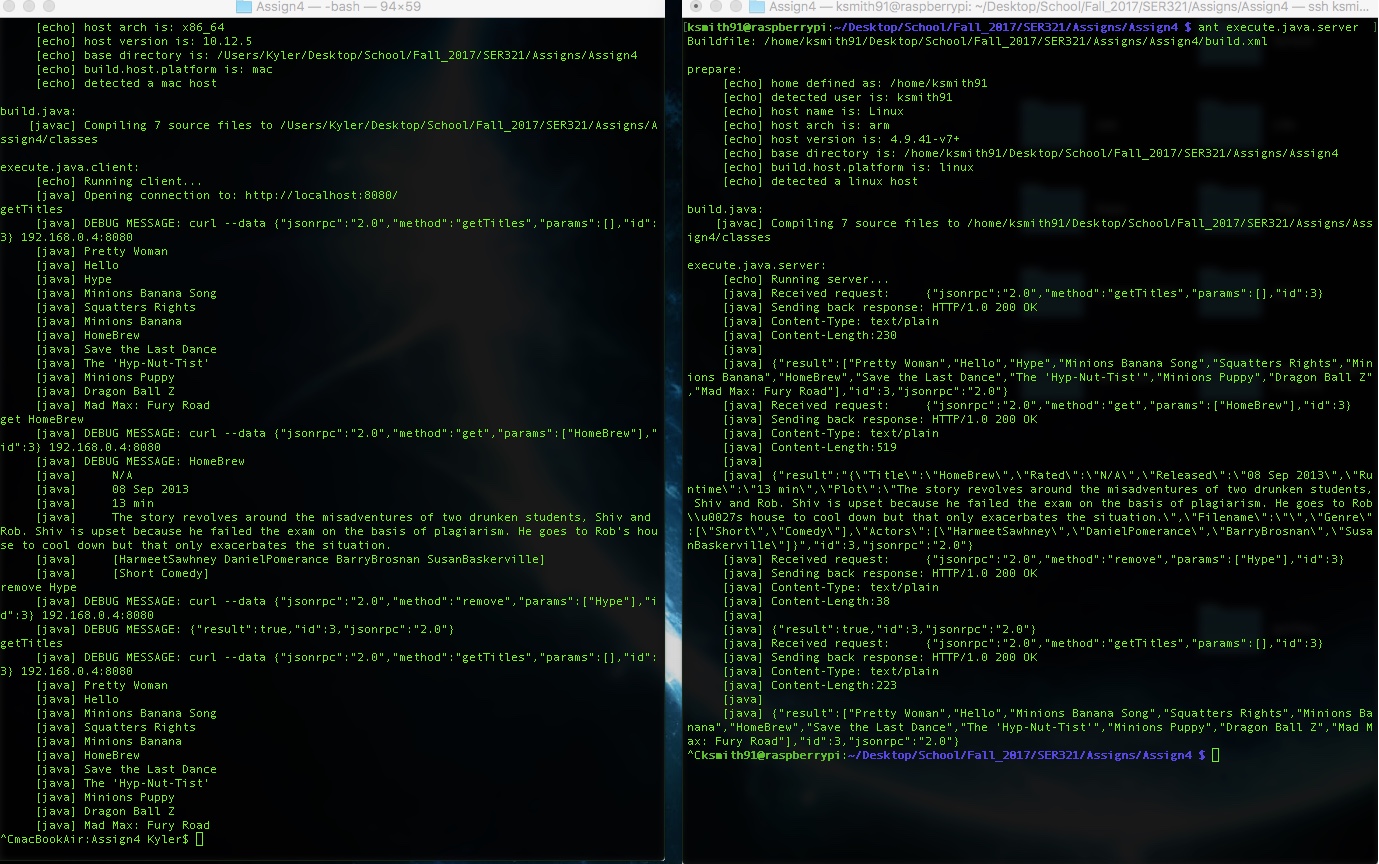 Assign4 — -bash — 94×59
[echo] host arch is: x86_64
[echo] host version is: 10.12.5
[echo] base directory is: /Users/Kyler/Desktop/School/Fall_2017/SER321/Assigns/Assign4
[echo] build.host.platform is: mac
[echo] detected a mac host
build.java:
[javac] Compiling 7 source files to /Users/Kyler/Desktop/School/Fall_2017/SER321/Assigns/A
ssign4/classes
execute.java.client:
[echo] Running client...
[java] Opening connection to: http://localhost:8080/
getTitles
[java] DEBUG MESSAGE: curl --data {"jsonrpc":"2.0","method":"getTitles","params":[],"id":
3} 192.168.0.4:8080
[java] Pretty Woman
[java] Hello
[java] Hype
[java] Minions Banana Song
[java] Squatters Rights
[java] Minions Banana
[java] HomeBrew
[java] Save the Last Dance
[java] The 'Hyp-Nut-Tist'
[java] Minions Puppy
[java] Dragon Ball Z
[java] Mad Max: Fury Road
get HomeBrew
[java] DEBUG MESSAGE: curl --data {"jsonrpc":"2.0","method":"get","params":["HomeBrew"],"
id":3} 192.168.0.4:8080
[java] DEBUG MESSAGE: HomeBrew
[java] N/A
[java] 08 Sep 2013
[java] 13 min
[java] The story revolves around the misadventures of two drunken students, Shiv and
Rob. Shiv is upset because he failed the exam on the basis of plagiarism. He goes to Rob's hou
se to cool down but that only exacerbates the situation.
[java] [HarmeetSawhney DanielPomerance BarryBrosnan SusanBaskerville]
[java] [Short Comedy]
remove Hype
[java] DEBUG MESSAGE: curl --data {"jsonrpc":"2.0","method":"remove","params":["Hype"],"i
d":3} 192.168.0.4:8080
[java] DEBUG MESSAGE: {"result":true,"id":3,"jsonrpc":"2.0"}
getTitles
[java] DEBUG MESSAGE: curl --data {"jsonrpc":"2.0","method":"getTitles","params":[],"id":
3} 192.168.0.4:8080
[java] Pretty Woman
[java] Hello
[java] Minions Banana Song
[java] Squatters Rights
[java] Minions Banana
[java] HomeBrew
[java] Save the Last Dance
[java] The 'Hyp-Nut-Tist'
[java] Minions Puppy
[java] Dragon Ball Z
[java] Mad Max: Fury Road
^CmacBookAir:Assign4 Kyler$
Assign4 — ksmith91@raspberrypi: ~/Desktop/School/Fall_2017/SER321/Assigns/Assign4 — ssh ksmi...
[ksmith91@raspberrypi:~/Desktop/School/Fall_2017/SER321/Assigns/Assign4 $ ant execute.java.server ]
Buildfile: /home/ksmith91/Desktop/School/Fall_2017/SER321/Assigns/Assign4/build.xml
prepare:
[echo] home defined as: /home/ksmith91
[echo] detected user is: ksmith91
[echo] host name is: Linux
[echo] host arch is: arm
[echo] host version is: 4.9.41-v7+
[echo] base directory is: /home/ksmith91/Desktop/School/Fall_2017/SER321/Assigns/Assign4
[echo] build.host.platform is: linux
[echo] detected a linux host
build.java:
[javac] Compiling 7 source files to /home/ksmith91/Desktop/School/Fall_2017/SER321/Assigns/Ass
ign4/classes
execute.java.server:
[echo] Running server...
[java] Received request: {"jsonrpc":"2.0","method":"getTitles","params":[],"id":3}
[java] Sending back response: HTTP/1.0 200 OK
[java] Content-Type: text/plain
[java] Content-Length:230
[java]
[java] {"result":["Pretty Woman","Hello","Hype","Minions Banana Song","Squatters Rights","Min
ions Banana","HomeBrew","Save the Last Dance","The 'Hyp-Nut-Tist'","Minions Puppy","Dragon Ball Z"
,"Mad Max: Fury Road"],"id":3,"jsonrpc":"2.0"}
[java] Received request: {"jsonrpc":"2.0","method":"get","params":["HomeBrew"],"id":3}
[java] Sending back response: HTTP/1.0 200 OK
[java] Content-Type: text/plain
[java] Content-Length:519
[java]
[java] {"result":"{\"Title\":\"HomeBrew\",\"Rated\":\"N/A\",\"Released\":\"08 Sep 2013\",\"Ru
ntime\":\"13 min\",\"Plot\":\"The story revolves around the misadventures of two drunken students,
Shiv and Rob. Shiv is upset because he failed the exam on the basis of plagiarism. He goes to Rob
\\u0027s house to cool down but that only exacerbates the situation.\",\"Filename\":\"\",\"Genre\"
:[\"Short\",\"Comedy\"],\"Actors\":[\"HarmeetSawhney\",\"DanielPomerance\",\"BarryBrosnan\",\"Susa
nBaskerville\"]}","id":3,"jsonrpc":"2.0"}
[java] Received request: {"jsonrpc":"2.0","method":"remove","params":["Hype"],"id":3}
[java] Sending back response: HTTP/1.0 200 OK
[java] Content-Type: text/plain
[java] Content-Length:38
[java]
[java] {"result":true,"id":3,"jsonrpc":"2.0"}
[java] Received request: {"jsonrpc":"2.0","method":"getTitles","params":[],"id":3}
[java] Sending back response: HTTP/1.0 200 OK
[java] Content-Type: text/plain
[java] Content-Length:223
[java]
[java] {"result":["Pretty Woman","Hello","Minions Banana Song","Squatters Rights","Minions Ba
nana","HomeBrew","Save the Last Dance","The 'Hyp-Nut-Tist'","Minions Puppy","Dragon Ball Z","Mad M
ax: Fury Road"],"id":3,"jsonrpc":"2.0"}
^Cksmith91@raspberrypi:~/Desktop/School/Fall_2017/SER321/Assigns/Assign4 $